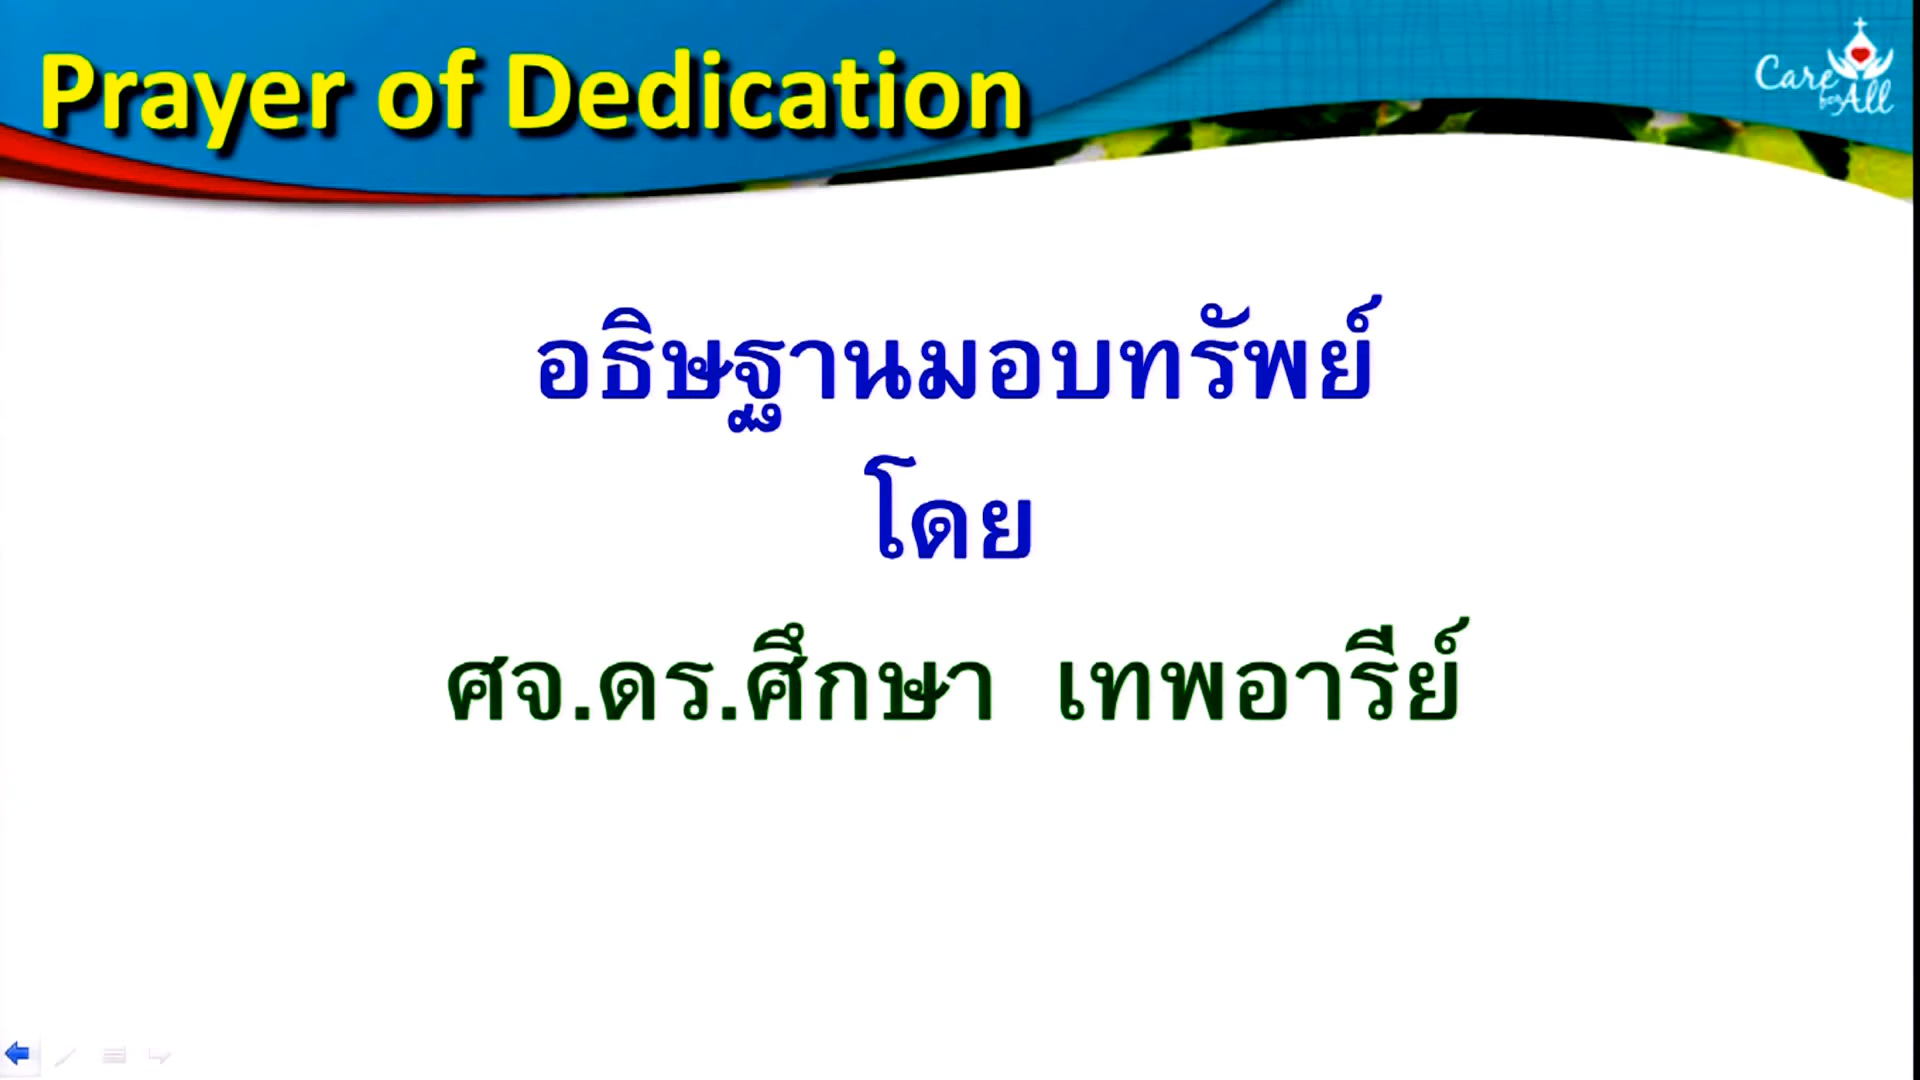 Prayer of Dedication
Care
for All
อธิษฐานมอบทรัพย์
โดย
ศจ.ดร.ศึกษา เทพอารีย์